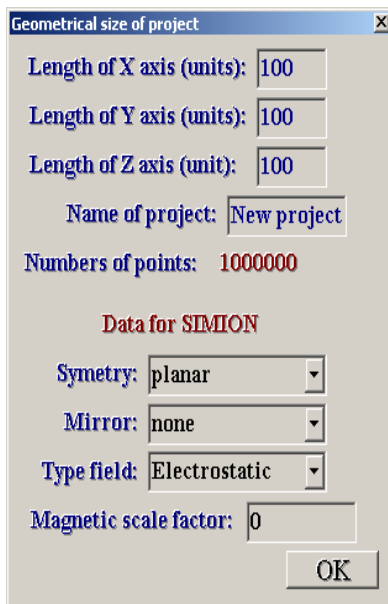 Geometrical size of project
Length of X axis (units): 100
Length of Y axis (units): 100
Length of Z axis (unit): 100
Name of project: New project
Numbers of points: 1000000
Data for SIMION
Symetry: planar
Mirror: none
Type field: Electrostatic
Magnetic scale factor: 0
OK